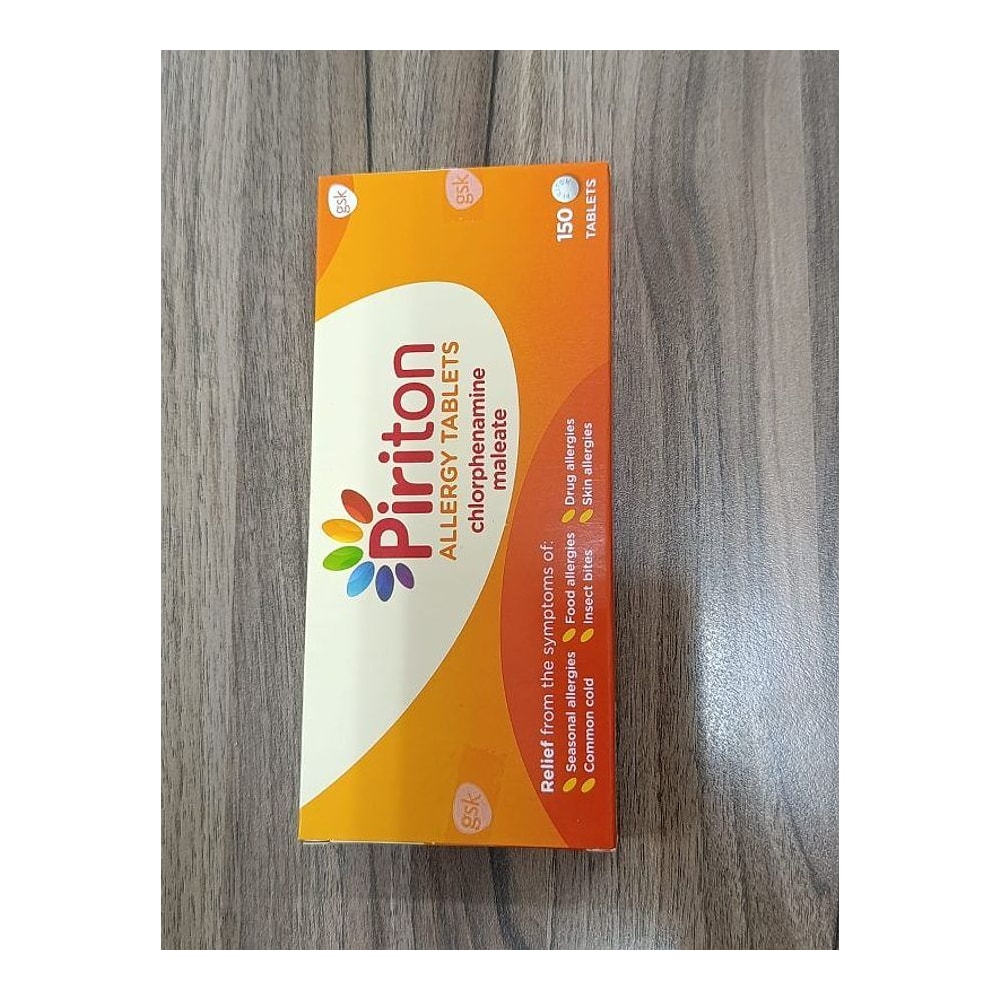 gsk
gsk
150
TABLETS
Piriton
ALLERGY TABLETS
chlorphenamine
maleate
Relief from the symptoms of:
Seasonal allergies Food allergies Drug allergies
Common cold Insect bites Skin allergies
gsk